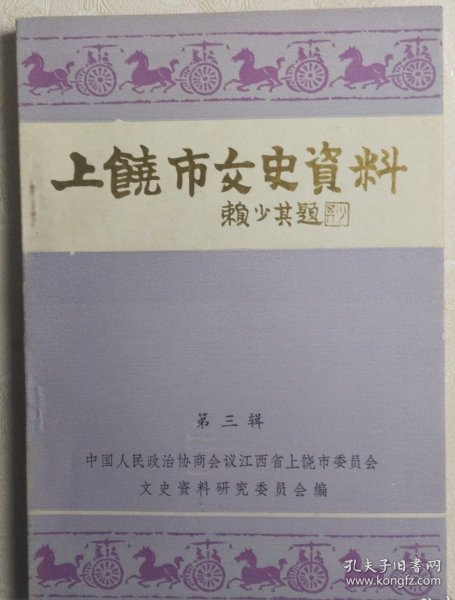 上饒市文史資料
赖少其題
第三辑
中国人民政治协商会议江西省上饶市委员会
文史资料研究委员会编
孔夫子旧书网
www.kongfz.com